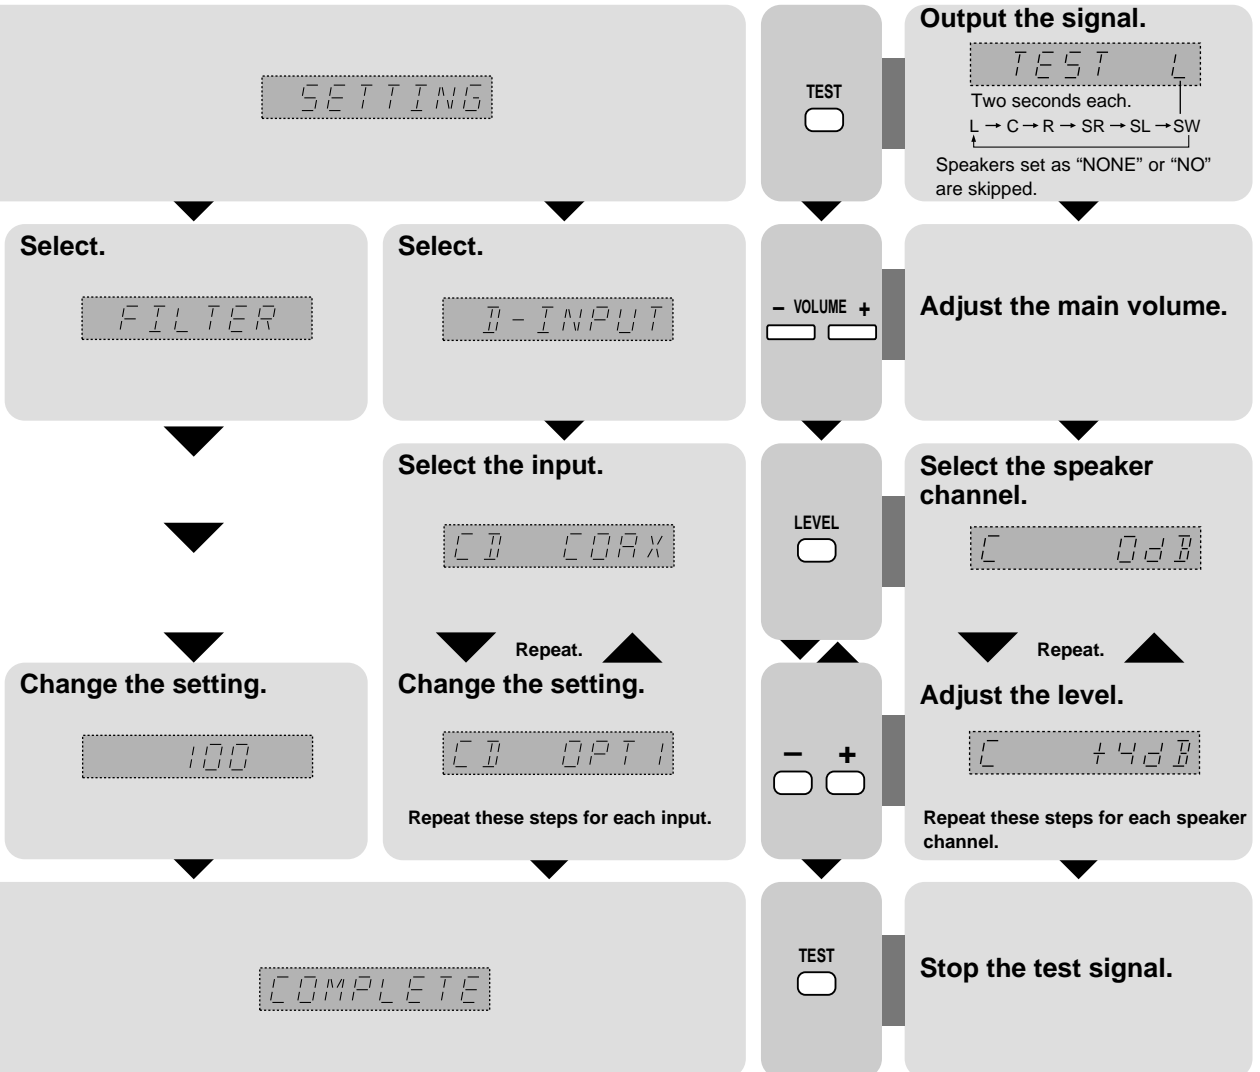 SETTING
TEST
Output the signal.
TEST L
Two seconds each.
L → C → R → SR → SL → SW
Speakers set as “NONE” or “NO”
are skipped.
Select.
FILTER
Select.
D-INPUT
– VOLUME +
Adjust the main volume.
Select the input.
CD COAX
LEVEL
Select the speaker
channel.
C 0dB
Repeat.
Repeat.
Change the setting.
100
Change the setting.
CD OPT1
Repeat these steps for each input.
– +
Adjust the level.
C +4dB
Repeat these steps for each speaker
channel.
COMPLETE
TEST
Stop the test signal.